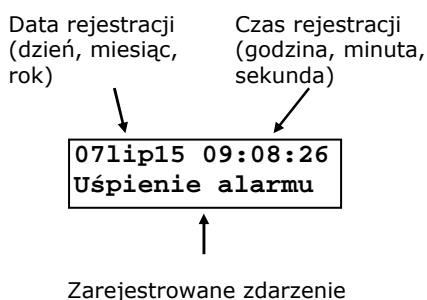 Data rejestracji
(dzień, miesiąc,
rok)
Czas rejestracji
(godzina, minuta,
sekunda)
07lip15 09:08:26
Uśpienie alarmu
Zarejestrowane zdarzenie